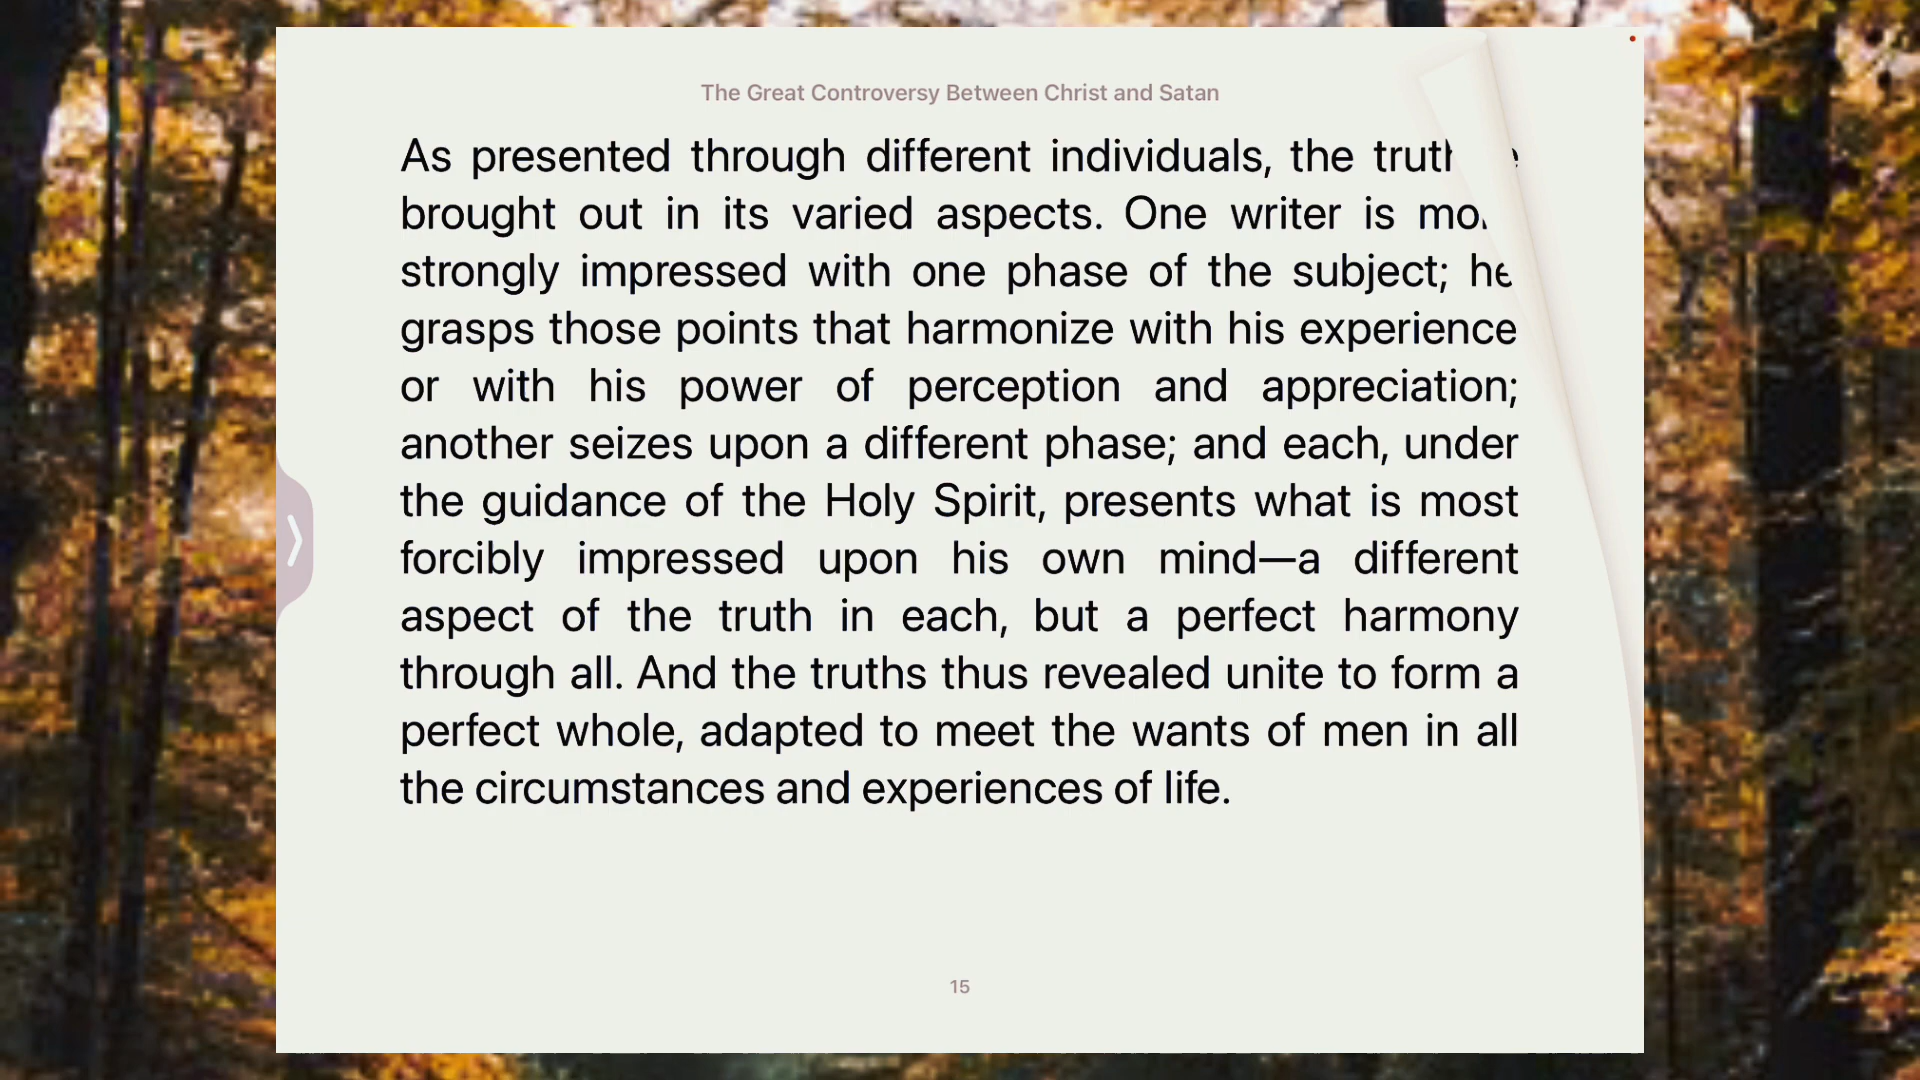 The Great Controversy Between Christ and Satan
As presented through different individuals, the
brought out in its varied aspects. One writer is
strongly impressed with one phase of the subject; he
grasps those points that harmonize with his experience
or with his power of perception and appreciation;
another seizes upon a different phase; and each, under
the guidance of the Holy Spirit, presents what is most
forcibly impressed upon his own mind—a different
aspect of the truth in each, but a perfect harmony
through all. And the truths thus revealed unite to form a
perfect whole, adapted to meet the wants of men in all
the circumstances and experiences of life.
15